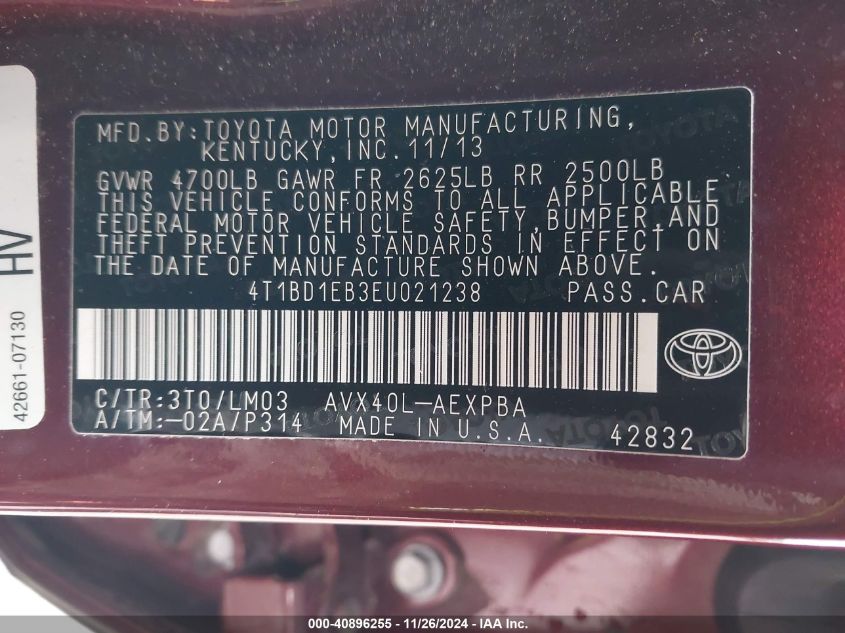 MFD. BY: TOYOTA MOTOR MANUFACTURING,
KENTUCKY, INC. 11/13
GVWR 4700LB GAWR FR 2625LB RR 2500LB
THIS VEHICLE CONFORMS TO ALL APPLICABLE
FEDERAL MOTOR VEHICLE SAFETY, BUMPER, AND
THEFT PREVENTION STANDARDS IN EFFECT ON
THE DATE OF MANUFACTURE SHOWN ABOVE.
4T1BD1EB3EU021238 PASS. CAR
C/TR: 3T0/LM03 AVX40L-AEXPBA
A/TM: -02A/P314 MADE IN U.S.A. 42832
HV
42661-07130
000-40896255 - 11/26/2024 - IAA Inc.